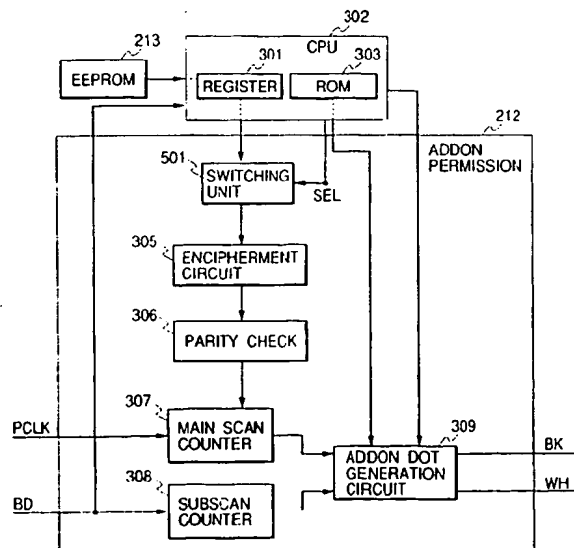 302
CPU
213
EEPROM
301
REGISTER
303
ROM
212
ADDON
PERMISSION
501
SWITCHING
UNIT
SEL
305
ENCIPHERMENT
CIRCUIT
306
PARITY CHECK
307
PCLK
MAIN SCAN
COUNTER
309
ADDON DOT
GENERATION
CIRCUIT
BK
WH
308
BD
SUBSCAN
COUNTER